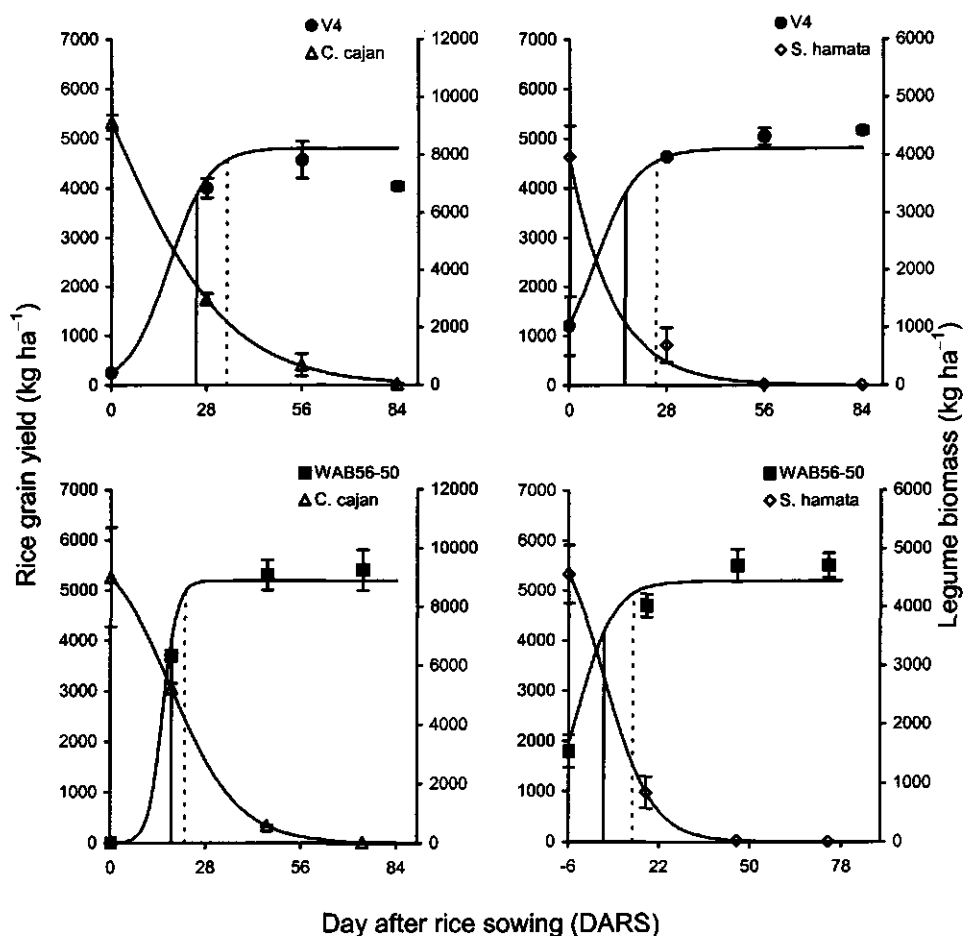 V4
C. cajan
7000 6000 5000 4000 3000 2000 1000 0
12000 10000 8000 6000 4000 2000 0
0 28 56 84
V4
S. hamata
7000 6000 5000 4000 3000 2000 1000 0
6000 5000 4000 3000 2000 1000 0
0 28 56 84
Rice grain yield (kg ha⁻¹)
Legume biomass (kg ha⁻¹)
WAB56-50
C. cajan
7000 6000 5000 4000 3000 2000 1000 0
12000 10000 8000 6000 4000 2000 0
0 28 56 84
WAB56-50
S. hamata
7000 6000 5000 4000 3000 2000 1000 0
6000 5000 4000 3000 2000 1000 0
-6 22 50 78
Day after rice sowing (DARS)